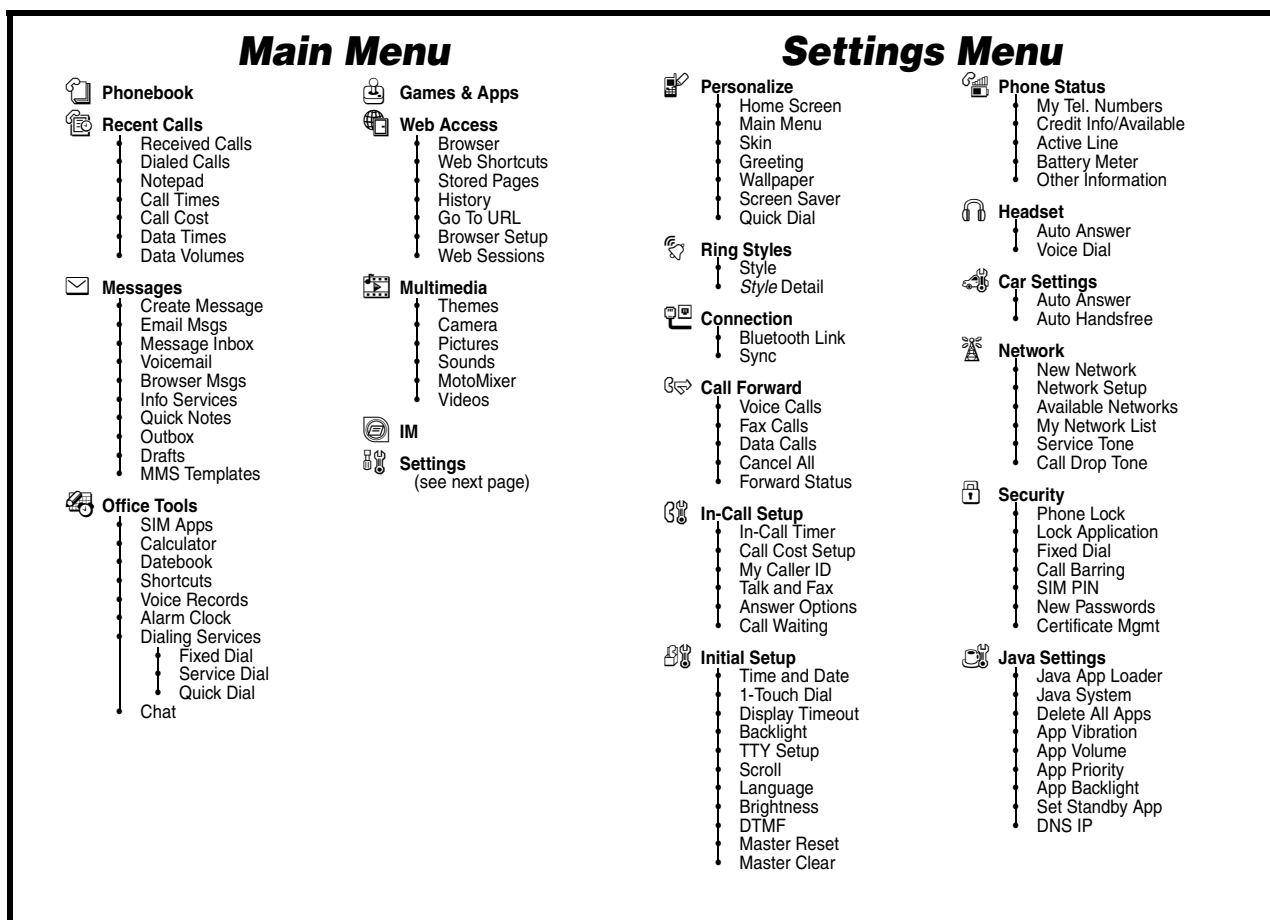 Main Menu
Phonebook
Recent Calls
Received Calls
Dialed Calls
Notepad
Call Times
Call Cost
Data Times
Data Volumes
Messages
Create Message
Email Msgs
Message Inbox
Voicemail
Browser Msgs
Info Services
Quick Notes
Outbox
Drafts
MMS Templates
Office Tools
SIM Apps
Calculator
Datebook
Shortcuts
Voice Records
Alarm Clock
Dialing Services
Fixed Dial
Service Dial
Quick Dial
Chat
Games & Apps
Web Access
Browser
Web Shortcuts
Stored Pages
History
Go To URL
Browser Setup
Web Sessions
Multimedia
Themes
Camera
Pictures
Sounds
MotoMixer
Videos
IM
Settings
(see next page)
Settings Menu
Personalize
Home Screen
Main Menu
Skin
Greeting
Wallpaper
Screen Saver
Quick Dial
Ring Styles
Style
Style Detail
Connection
Bluetooth Link
Sync
Call Forward
Voice Calls
Fax Calls
Data Calls
Cancel All
Forward Status
In-Call Setup
In-Call Timer
Call Cost Setup
My Caller ID
Talk and Fax
Answer Options
Call Waiting
Initial Setup
Time and Date
1-Touch Dial
Display Timeout
Backlight
TTY Setup
Scroll
Language
Brightness
DTMF
Master Reset
Master Clear
Phone Status
My Tel. Numbers
Credit Info/Available
Active Line
Battery Meter
Other Information
Headset
Auto Answer
Voice Dial
Car Settings
Auto Answer
Auto Handsfree
Network
New Network
Network Setup
Available Networks
My Network List
Service Tone
Call Drop Tone
Security
Phone Lock
Lock Application
Fixed Dial
Call Barring
SIM PIN
New Passwords
Certificate Mgmt
Java Settings
Java App Loader
Java System
Delete All Apps
App Vibration
App Volume
App Priority
App Backlight
Set Standby App
DNS IP